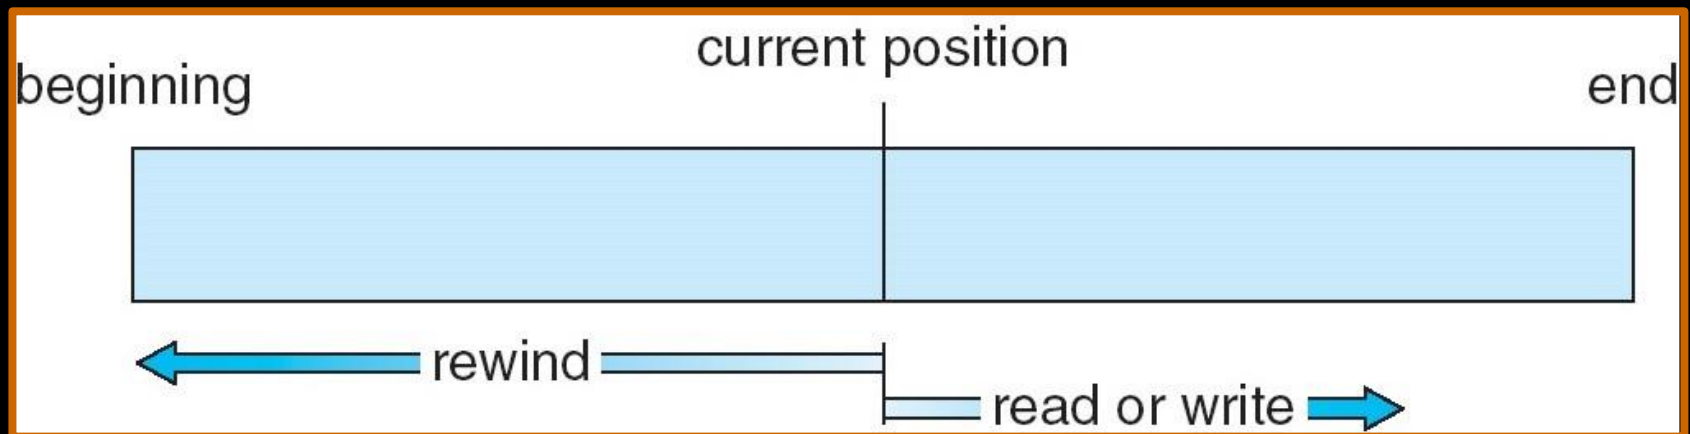 current position
beginning
end
rewind
read or write